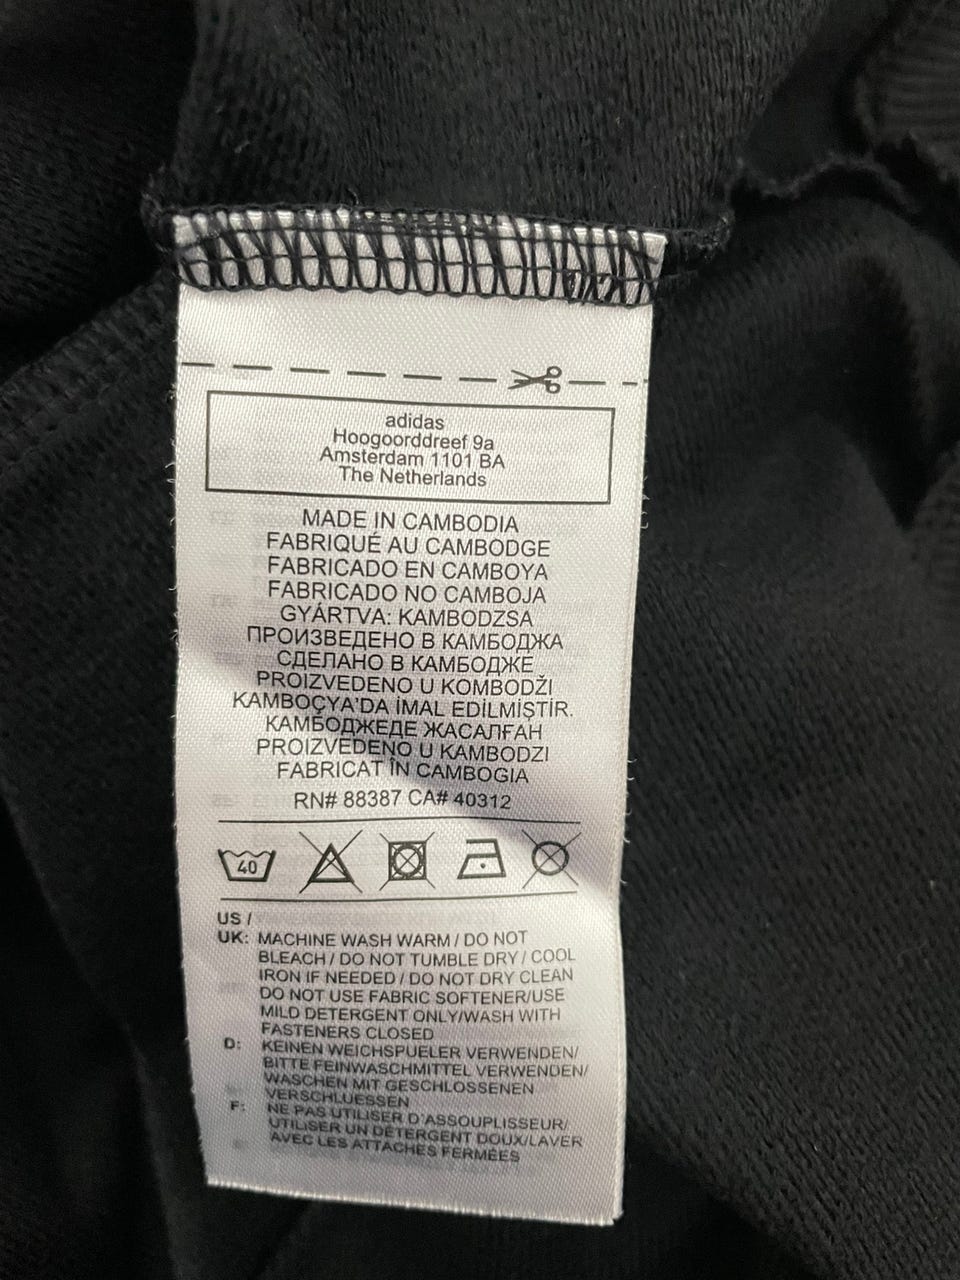 adidas
Hoogoorddreef 9a
Amsterdam 1101 BA
The Netherlands
MADE IN CAMBODIA
FABRIQUÉ AU CAMBODGE
FABRICADO EN CAMBOYA
FABRICADO NO CAMBOJA
GYÁRTVA: KAMBODZSA
ПРОИЗВЕДЕНО В КАМБОДЖА
СДЕЛАНО В КАМБОДЖЕ
PROIZVEDENO U KOMBODŽI
KAMBOÇYA'DA İMAL EDİLMİŞTİR.
КАМБОДЖЕДЕ ЖАСАЛҒАН
PROIZVEDENO U KAMBODZI
FABRICAT ÎN CAMBOGIA
RN# 88387 CA# 40312
40
US /
UK: MACHINE WASH WARM / DO NOT
BLEACH / DO NOT TUMBLE DRY / COOL
IRON IF NEEDED / DO NOT DRY CLEAN
DO NOT USE FABRIC SOFTENER/USE
MILD DETERGENT ONLY/WASH WITH
FASTENERS CLOSED
D: KEINEN WEICHSPUELER VERWENDEN/
BITTE FEINWASCHMITTEL VERWENDEN/
WASCHEN MIT GESCHLOSSENEN
VERSCHLUESSEN
F: NE PAS UTILISER D'ASSOUPLISSEUR/
UTILISER UN DÉTERGENT DOUX/LAVER
AVEC LES ATTACHES FERMÉES